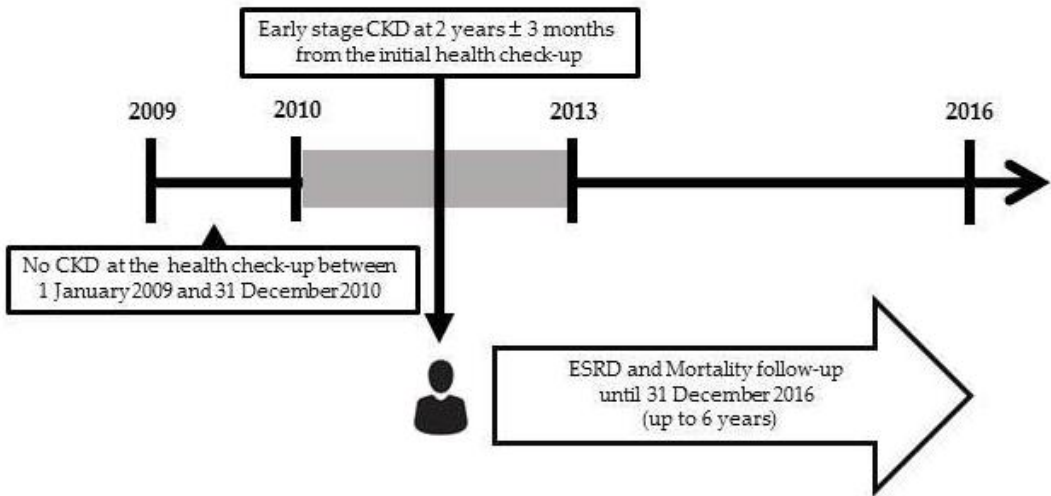 Early stage CKD at 2 years ± 3 months
from the initial health check-up
2009
2010
2013
2016
No CKD at the health check-up between
1 January 2009 and 31 December 2010
ESRD and Mortality follow-up
until 31 December 2016
(up to 6 years)